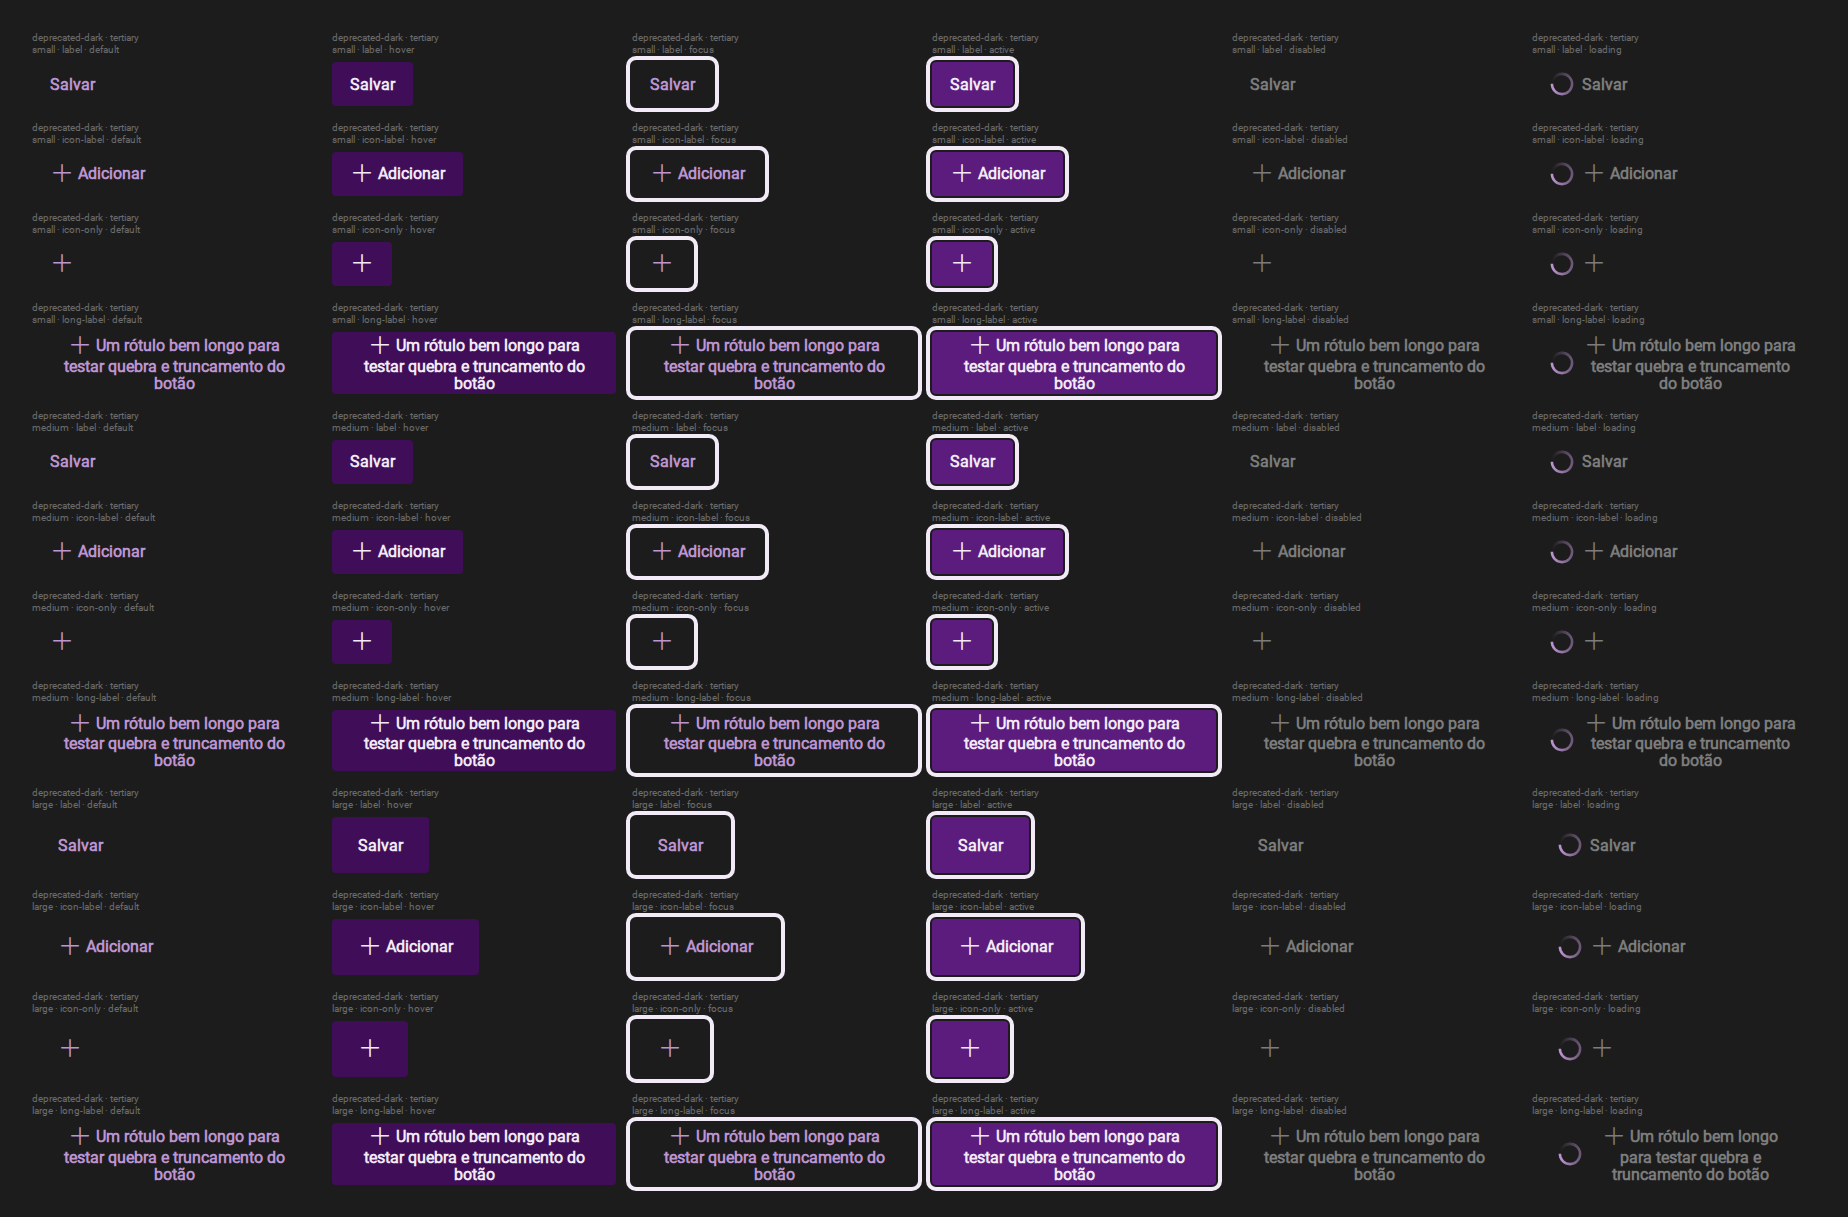 deprecated-dark · tertiary
small · label · default
Salvar
deprecated-dark · tertiary
small · label · hover
Salvar
deprecated-dark · tertiary
small · label · focus
Salvar
deprecated-dark · tertiary
small · label · active
Salvar
deprecated-dark · tertiary
small · label · disabled
Salvar
deprecated-dark · tertiary
small · label · loading
Salvar
deprecated-dark · tertiary
small · icon-label · default
Adicionar
deprecated-dark · tertiary
small · icon-label · hover
Adicionar
deprecated-dark · tertiary
small · icon-label · focus
Adicionar
deprecated-dark · tertiary
small · icon-label · active
Adicionar
deprecated-dark · tertiary
small · icon-label · disabled
Adicionar
deprecated-dark · tertiary
small · icon-label · loading
Adicionar
deprecated-dark · tertiary
small · icon-only · default
deprecated-dark · tertiary
small · icon-only · hover
deprecated-dark · tertiary
small · icon-only · focus
deprecated-dark · tertiary
small · icon-only · active
deprecated-dark · tertiary
small · icon-only · disabled
deprecated-dark · tertiary
small · icon-only · loading
deprecated-dark · tertiary
small · long-label · default
Um rótulo bem longo para
testar quebra e truncamento do
botão
deprecated-dark · tertiary
small · long-label · hover
Um rótulo bem longo para
testar quebra e truncamento do
botão
deprecated-dark · tertiary
small · long-label · focus
Um rótulo bem longo para
testar quebra e truncamento do
botão
deprecated-dark · tertiary
small · long-label · active
Um rótulo bem longo para
testar quebra e truncamento do
botão
deprecated-dark · tertiary
small · long-label · disabled
Um rótulo bem longo para
testar quebra e truncamento do
botão
deprecated-dark · tertiary
small · long-label · loading
Um rótulo bem longo para
testar quebra e truncamento
do botão
deprecated-dark · tertiary
medium · label · default
Salvar
deprecated-dark · tertiary
medium · label · hover
Salvar
deprecated-dark · tertiary
medium · label · focus
Salvar
deprecated-dark · tertiary
medium · label · active
Salvar
deprecated-dark · tertiary
medium · label · disabled
Salvar
deprecated-dark · tertiary
medium · label · loading
Salvar
deprecated-dark · tertiary
medium · icon-label · default
Adicionar
deprecated-dark · tertiary
medium · icon-label · hover
Adicionar
deprecated-dark · tertiary
medium · icon-label · focus
Adicionar
deprecated-dark · tertiary
medium · icon-label · active
Adicionar
deprecated-dark · tertiary
medium · icon-label · disabled
Adicionar
deprecated-dark · tertiary
medium · icon-label · loading
Adicionar
deprecated-dark · tertiary
medium · icon-only · default
deprecated-dark · tertiary
medium · icon-only · hover
deprecated-dark · tertiary
medium · icon-only · focus
deprecated-dark · tertiary
medium · icon-only · active
deprecated-dark · tertiary
medium · icon-only · disabled
deprecated-dark · tertiary
medium · icon-only · loading
deprecated-dark · tertiary
medium · long-label · default
Um rótulo bem longo para
testar quebra e truncamento do
botão
deprecated-dark · tertiary
medium · long-label · hover
Um rótulo bem longo para
testar quebra e truncamento do
botão
deprecated-dark · tertiary
medium · long-label · focus
Um rótulo bem longo para
testar quebra e truncamento do
botão
deprecated-dark · tertiary
medium · long-label · active
Um rótulo bem longo para
testar quebra e truncamento do
botão
deprecated-dark · tertiary
medium · long-label · disabled
Um rótulo bem longo para
testar quebra e truncamento do
botão
deprecated-dark · tertiary
medium · long-label · loading
Um rótulo bem longo para
testar quebra e truncamento
do botão
deprecated-dark · tertiary
large · label · default
Salvar
deprecated-dark · tertiary
large · label · hover
Salvar
deprecated-dark · tertiary
large · label · focus
Salvar
deprecated-dark · tertiary
large · label · active
Salvar
deprecated-dark · tertiary
large · label · disabled
Salvar
deprecated-dark · tertiary
large · label · loading
Salvar
deprecated-dark · tertiary
large · icon-label · default
Adicionar
deprecated-dark · tertiary
large · icon-label · hover
Adicionar
deprecated-dark · tertiary
large · icon-label · focus
Adicionar
deprecated-dark · tertiary
large · icon-label · active
Adicionar
deprecated-dark · tertiary
large · icon-label · disabled
Adicionar
deprecated-dark · tertiary
large · icon-label · loading
Adicionar
deprecated-dark · tertiary
large · icon-only · default
deprecated-dark · tertiary
large · icon-only · hover
deprecated-dark · tertiary
large · icon-only · focus
deprecated-dark · tertiary
large · icon-only · active
deprecated-dark · tertiary
large · icon-only · disabled
deprecated-dark · tertiary
large · icon-only · loading
deprecated-dark · tertiary
large · long-label · default
Um rótulo bem longo para
testar quebra e truncamento do
botão
deprecated-dark · tertiary
large · long-label · hover
Um rótulo bem longo para
testar quebra e truncamento do
botão
deprecated-dark · tertiary
large · long-label · focus
Um rótulo bem longo para
testar quebra e truncamento do
botão
deprecated-dark · tertiary
large · long-label · active
Um rótulo bem longo para
testar quebra e truncamento do
botão
deprecated-dark · tertiary
large · long-label · disabled
Um rótulo bem longo para
testar quebra e truncamento do
botão
deprecated-dark · tertiary
large · long-label · loading
Um rótulo bem longo
para testar quebra e
truncamento do botão